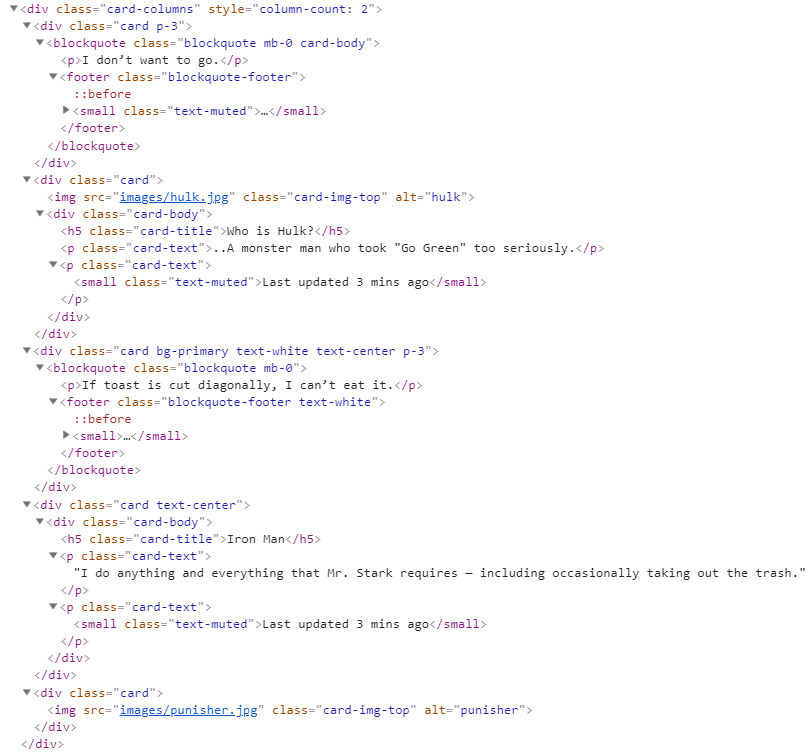 ▼<div class="card-columns" style="column-count: 2">
▼<div class="card p-3">
▼<blockquote class="blockquote mb-0 card-body">
<p>I don’t want to go.</p>
▼<footer class="blockquote-footer">
::before
▶<small class="text-muted">…</small>
</footer>
</blockquote>
</div>
▼<div class="card">
<img src="images/hulk.jpg" class="card-img-top" alt="hulk">
▼<div class="card-body">
<h5 class="card-title">Who is Hulk?</h5>
<p class="card-text">..A monster man who took "Go Green" too seriously.</p>
▼<p class="card-text">
<small class="text-muted">Last updated 3 mins ago</small>
</p>
</div>
</div>
▼<div class="card bg-primary text-white text-center p-3">
▼<blockquote class="blockquote mb-0">
<p>If toast is cut diagonally, I can’t eat it.</p>
▼<footer class="blockquote-footer text-white">
::before
▶<small>…</small>
</footer>
</blockquote>
</div>
▼<div class="card text-center">
▼<div class="card-body">
<h5 class="card-title">Iron Man</h5>
▼<p class="card-text">
"I do anything and everything that Mr. Stark requires — including occasionally taking out the trash."
</p>
▼<p class="card-text">
<small class="text-muted">Last updated 3 mins ago</small>
</p>
</div>
</div>
▼<div class="card">
<img src="images/punisher.jpg" class="card-img-top" alt="punisher">
</div>
</div>